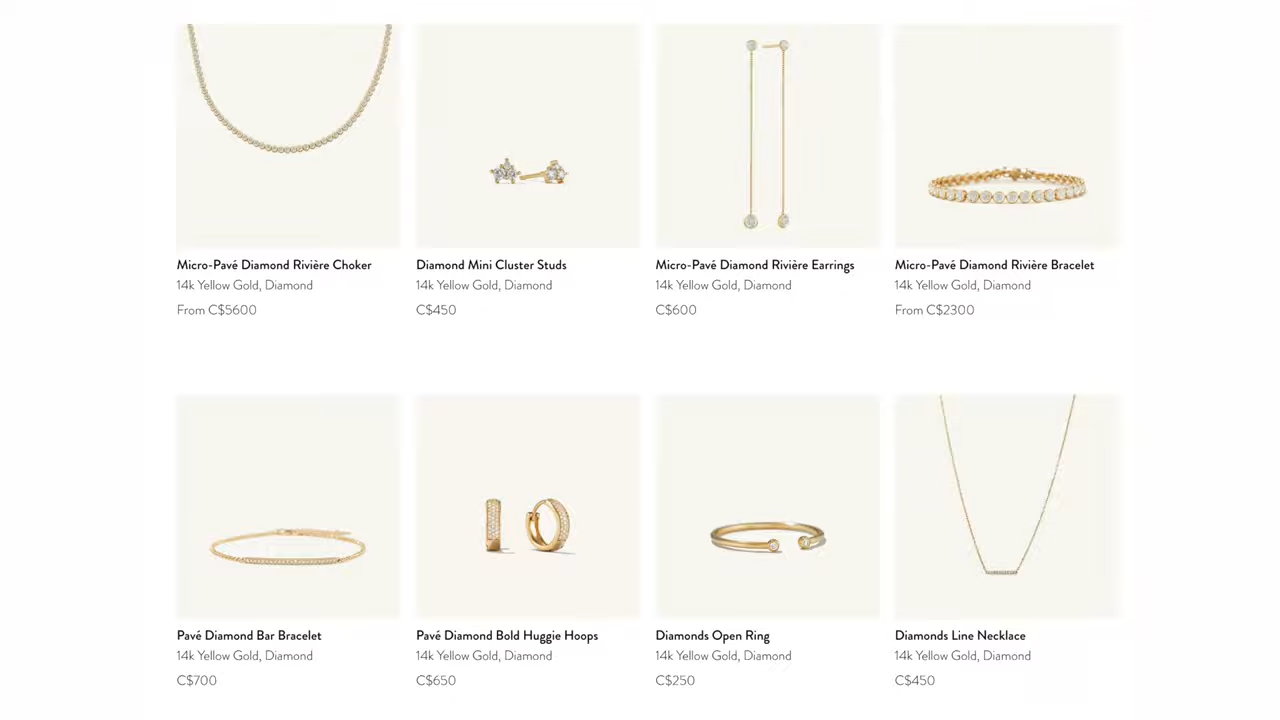 Micro-Pavé Diamond Rivière Choker
14k Yellow Gold, Diamond
From C$5600
Diamond Mini Cluster Studs
14k Yellow Gold, Diamond
C$450
Micro-Pavé Diamond Rivière Earrings
14k Yellow Gold, Diamond
C$600
Micro-Pavé Diamond Rivière Bracelet
14k Yellow Gold, Diamond
From C$2300
Pavé Diamond Bar Bracelet
14k Yellow Gold, Diamond
C$700
Pavé Diamond Bold Huggie Hoops
14k Yellow Gold, Diamond
C$650
Diamonds Open Ring
14k Yellow Gold, Diamond
C$250
Diamonds Line Necklace
14k Yellow Gold, Diamond
C$450